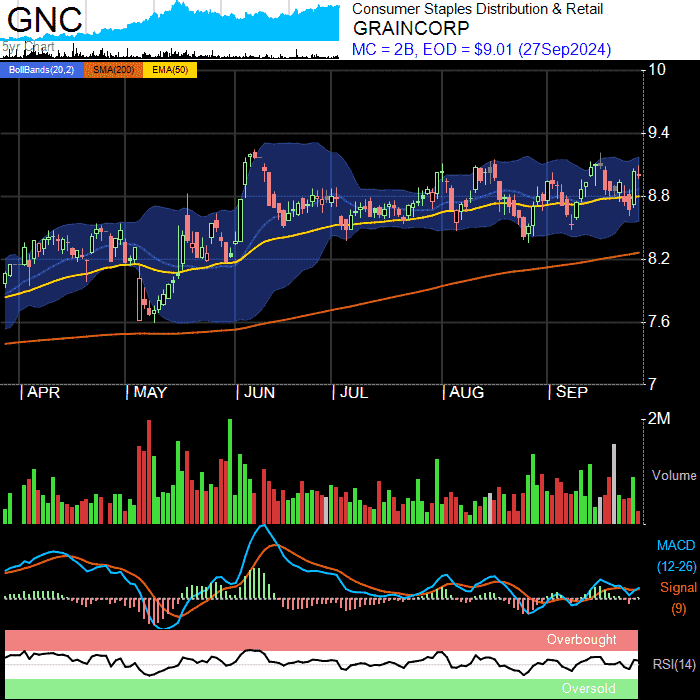 GNC
5yr Chart
Consumer Staples Distribution & Retail
GRAINCORP
MC = 2B, EOD = $9.01 (27Sep2024)
BollBands(20,2) SMA(200) EMA(50)
10
9.4
8.8
8.2
7.6
7
APR MAY JUN JUL AUG SEP
2M
Volume
MACD
(12-26)
Signal
(9)
Overbought
RSI(14)
Oversold